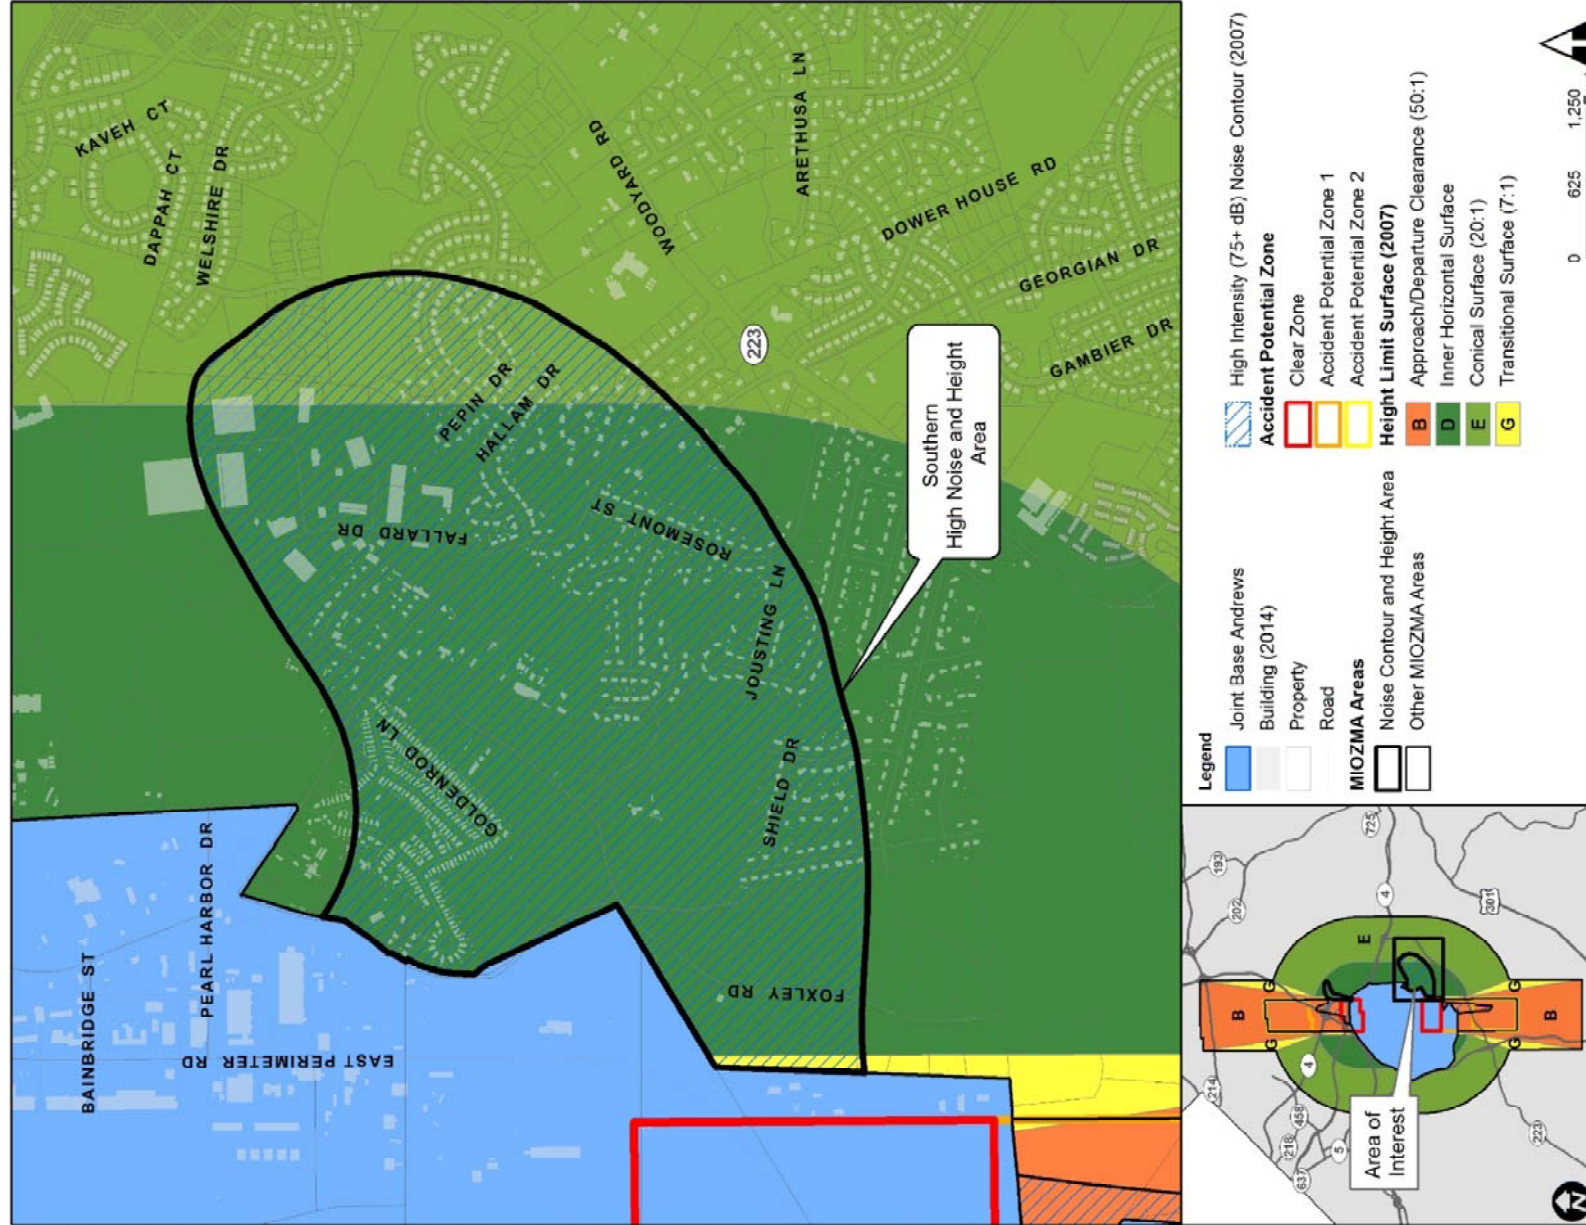 KAVEH CT
DAPPAH CT
WELSHIRE DR
WOODYARD RD
ARETHUSA LN
DOWER HOUSE RD
GEORGIAN DR
GAMBIER DR
223
PEPIN DR
HALLAM DR
FALLARD DR
ROSEMONT ST
JOUSTING LN
GOLDENROD LN
SHIELD DR
FOXLEY RD
BAINBRIDGE ST
PEARL HARBOR DR
EAST PERIMETER RD
Southern
High Noise and Height
Area
Legend
Joint Base Andrews
Building (2014)
Property
Road
MIOZMA Areas
Noise Contour and Height Area
Other MIOZMA Areas
High Intensity (75+ dB) Noise Contour (2007)
Accident Potential Zone
Clear Zone
Accident Potential Zone 1
Accident Potential Zone 2
Height Limit Surface (2007)
B Approach/Departure Clearance (50:1)
D Inner Horizontal Surface
E Conical Surface (20:1)
G Transitional Surface (7:1)
0 625 1,250
Area of
Interest
B
G
G
E
D
G
G
B
214
4
458
218
5
637
223
202
193
725
4
301
N